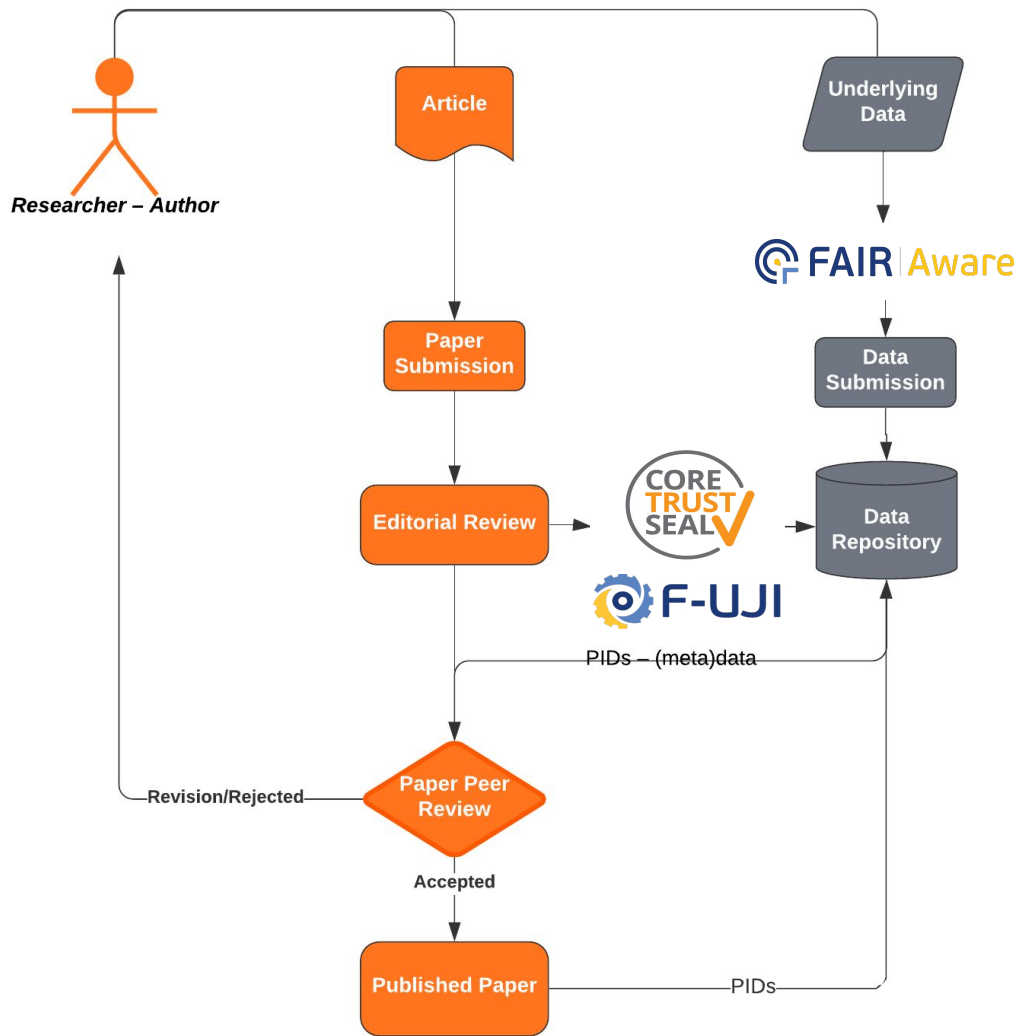 Article
Underlying
Data
Researcher – Author
FAIR Aware
Paper
Submission
Data
Submission
CORE
TRUST
SEAL
Editorial Review
Data
Repository
F-UJI
PIDs – (meta)data
Paper Peer
Review
Revision/Rejected
Accepted
Published Paper
PIDs